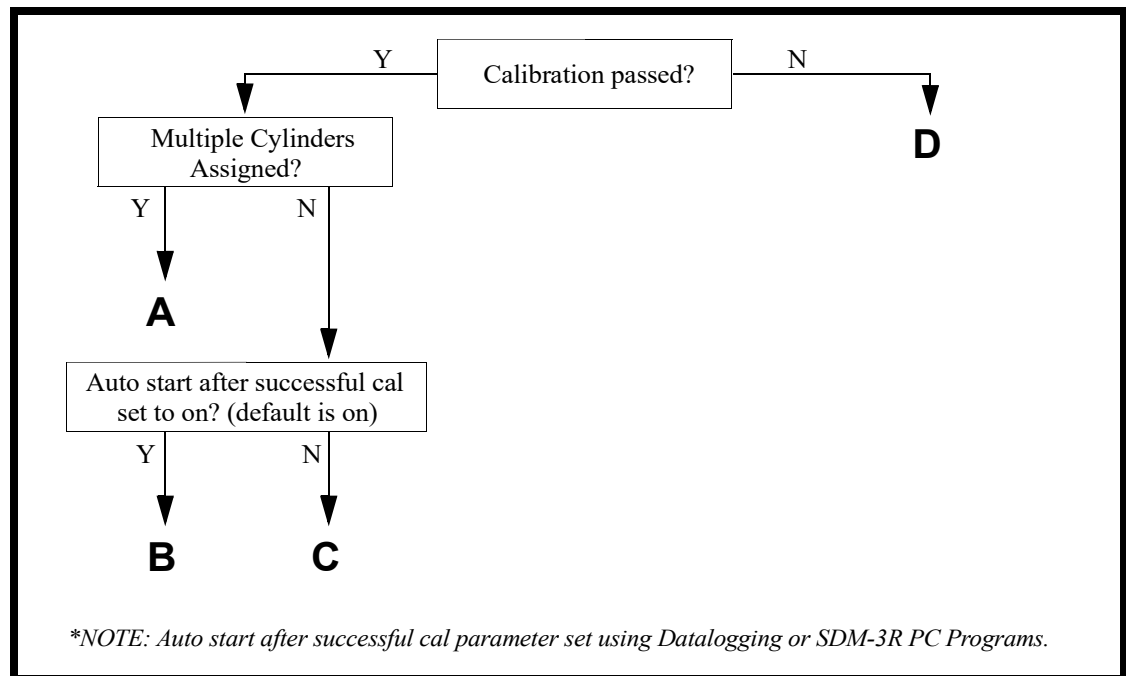 Y
Calibration passed?
N
Multiple Cylinders
Assigned?
D
Y
N
A
Auto start after successful cal
set to on? (default is on)
Y
N
B
C
*NOTE: Auto start after successful cal parameter set using Datalogging or SDM-3R PC Programs.